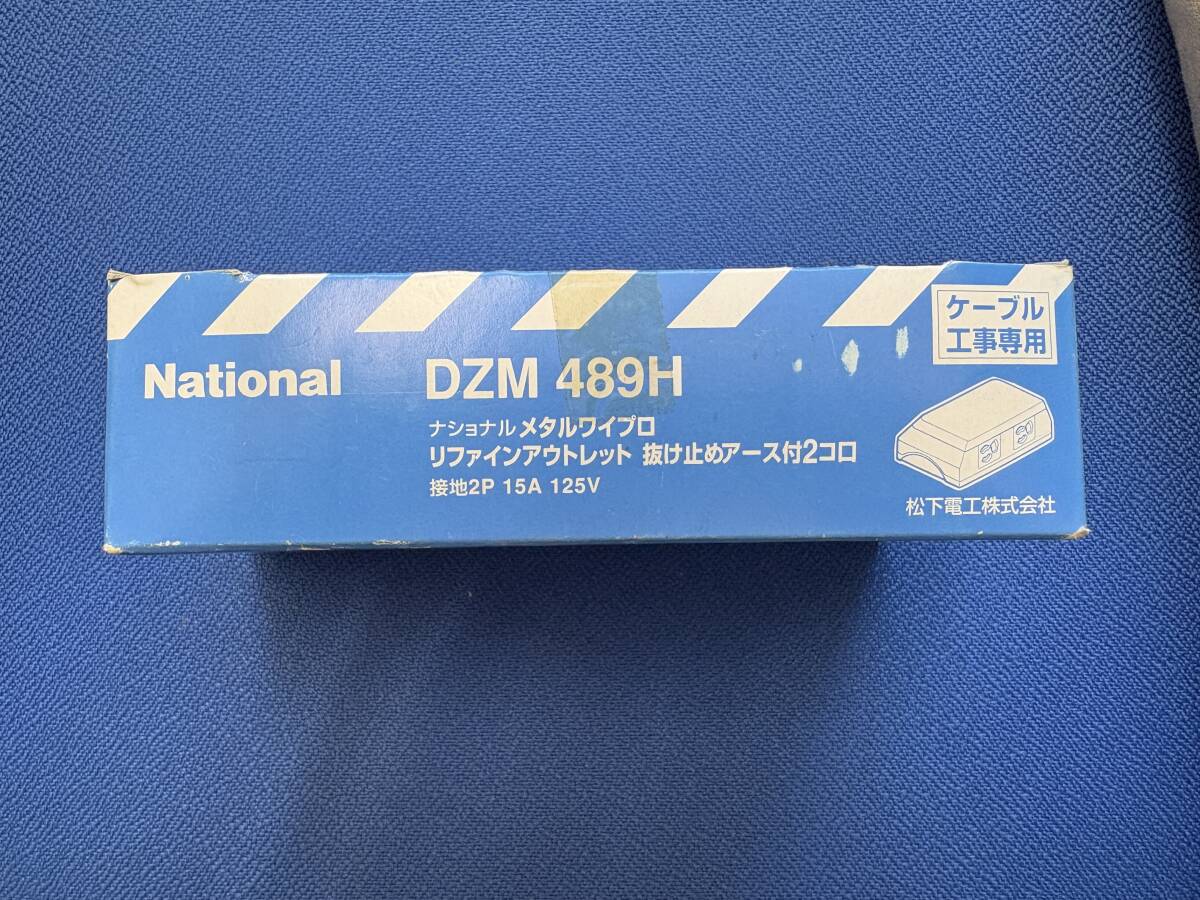 ケーブル
工事専用
National DZM 489H
ナショナル メタルワイプロ
リファインアウトレット 抜け止めアース付2コロ
接地2P 15A 125V
松下電工株式会社